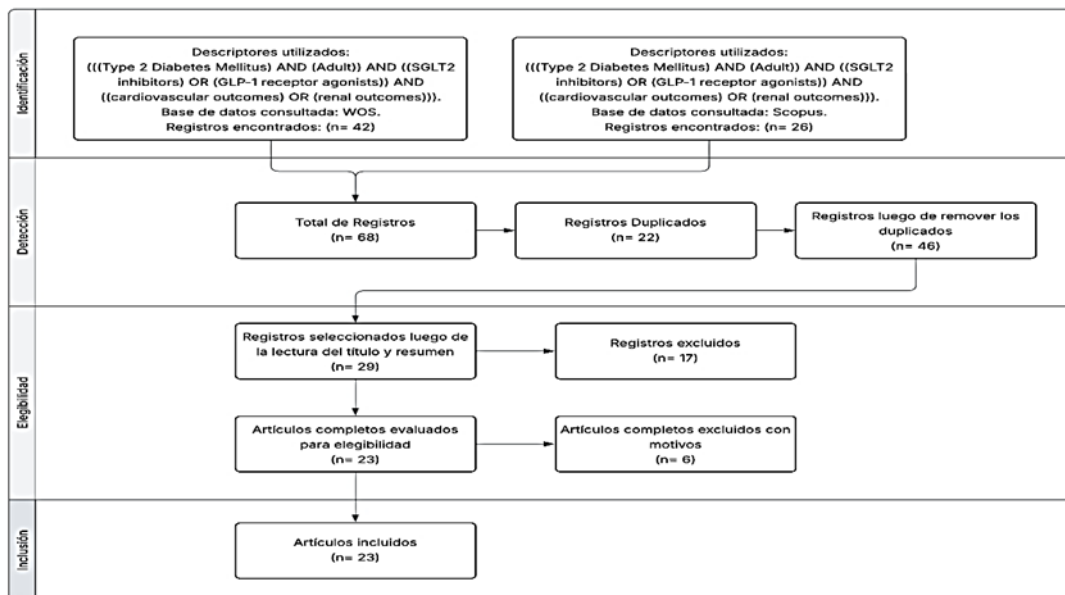 Identificación
Descriptores utilizados:
(((Type 2 Diabetes Mellitus) AND (Adult)) AND ((SGLT2
inhibitors) OR (GLP-1 receptor agonists)) AND
((cardiovascular outcomes) OR (renal outcomes))).
Base de datos consultada: WOS.
Registros encontrados: (n= 42)
Descriptores utilizados:
(((Type 2 Diabetes Mellitus) AND (Adult)) AND ((SGLT2
inhibitors) OR (GLP-1 receptor agonists)) AND
((cardiovascular outcomes) OR (renal outcomes))).
Base de datos consultada: Scopus.
Registros encontrados: (n= 26)
Detección
Total de Registros
(n= 68)
Registros Duplicados
(n= 22)
Registros luego de remover los
duplicados
(n= 46)
Elegibilidad
Registros seleccionados luego de
la lectura del título y resumen
(n= 29)
Registros excluidos
(n= 17)
Artículos completos evaluados
para elegibilidad
(n= 23)
Artículos completos excluidos con
motivos
(n= 6)
Inclusión
Artículos incluidos
(n= 23)